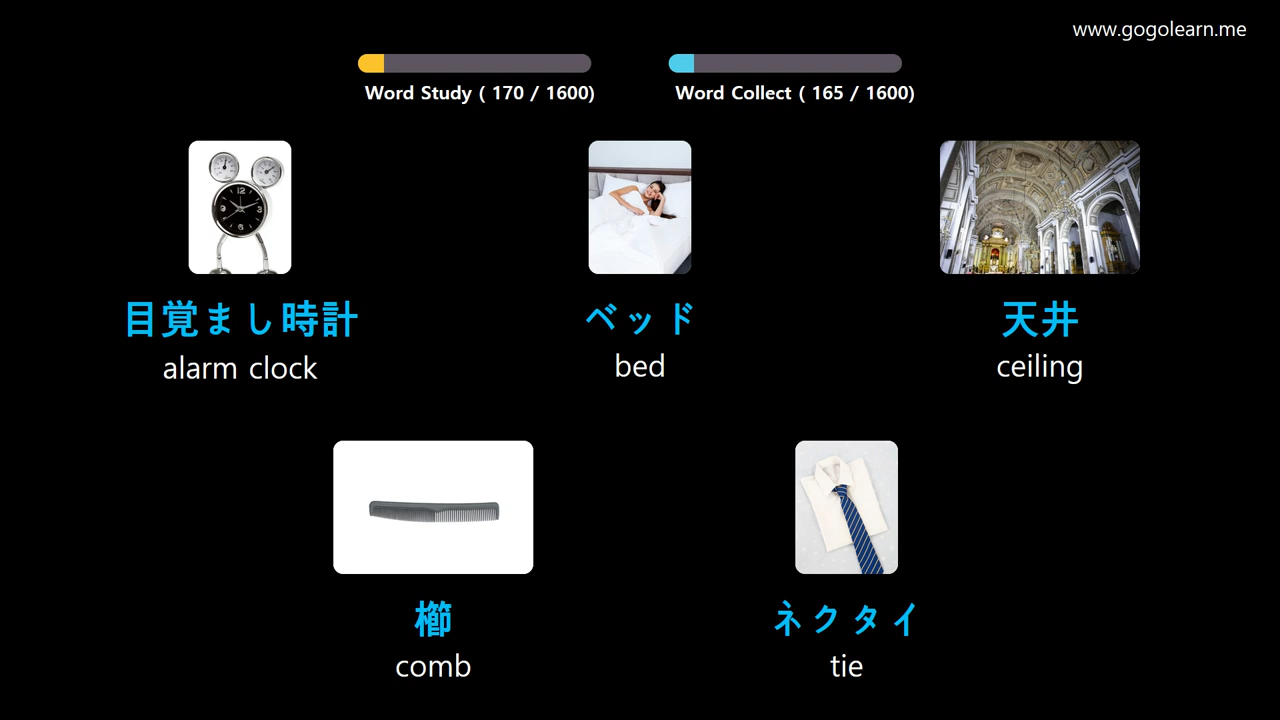 www.gogolearn.me
Word Study ( 170 / 1600)
Word Collect ( 165 / 1600)
目覚まし時計
alarm clock
ベッド
bed
天井
ceiling
櫛
comb
ネクタイ
tie